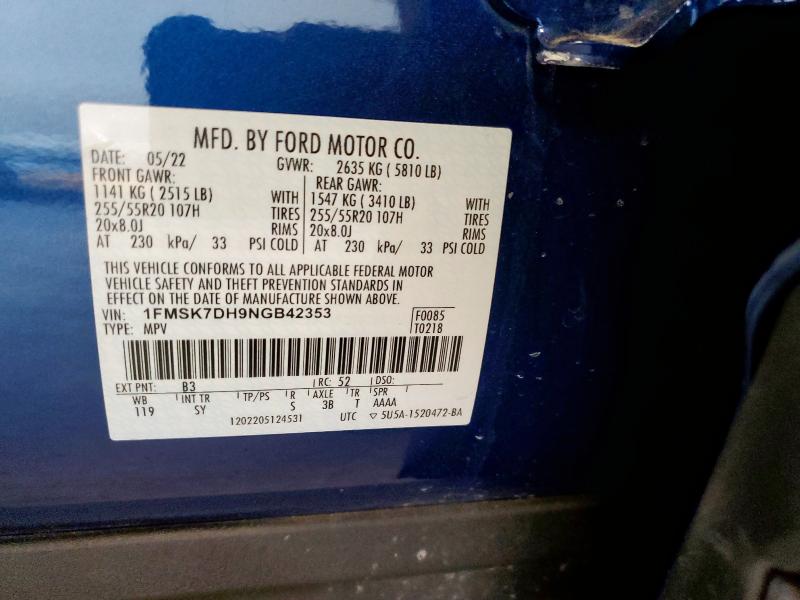 MFD. BY FORD MOTOR CO.
DATE: 05/22 GVWR: 2635 KG ( 5810 LB)
FRONT GAWR: REAR GAWR:
1141 KG ( 2515 LB) WITH 1547 KG ( 3410 LB) WITH
255/55R20 107H TIRES 255/55R20 107H TIRES
20x8.0J RIMS 20x8.0J RIMS
AT 230 kPa/ 33 PSI COLD AT 230 kPa/ 33 PSI COLD
THIS VEHICLE CONFORMS TO ALL APPLICABLE FEDERAL MOTOR
VEHICLE SAFETY AND THEFT PREVENTION STANDARDS IN
EFFECT ON THE DATE OF MANUFACTURE SHOWN ABOVE.
VIN: 1FMSK7DH9NGB42353 F0085
TYPE: MPV T0218
EXT PNT: B3 RC: 52 DSO:
WB INT TR TP/PS R AXLE TR SPR
119 SY S 3B T AAAA
1202205124531 UTC ▽ 5U5A-1520472-BA